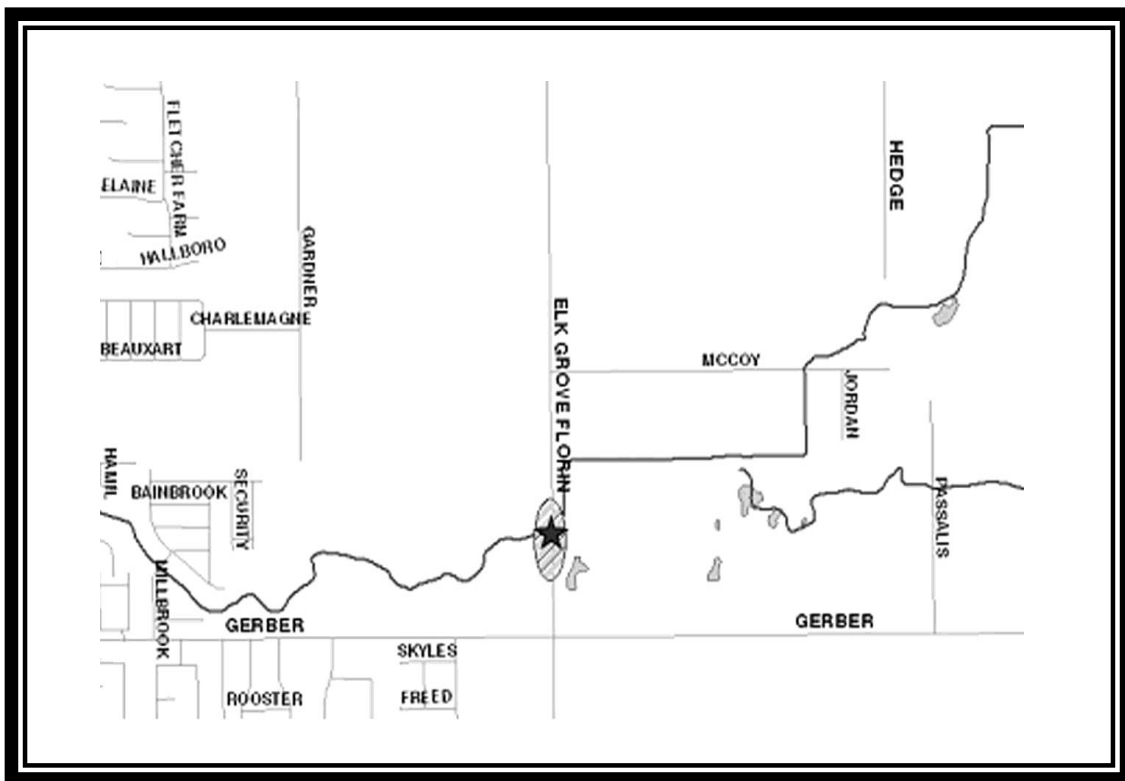 FLETCHER FARM
ELAINE
HALLBORO
HEDGE
GARDNER
CHARLEMAGNE
BEAUXART
ELK GROVE FLORIN
MCCOY
JORDAN
BAINBROOK
SECURITY
PASSALIS
MILLBROOK
GERBER
GERBER
SKYLES
ROOSTER
FREED